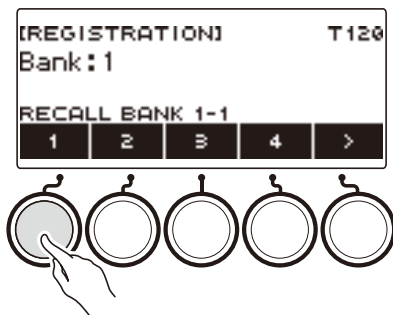 [REGISTRATION] T120
Bank:1
RECALL BANK 1-1
1 2 3 4 >